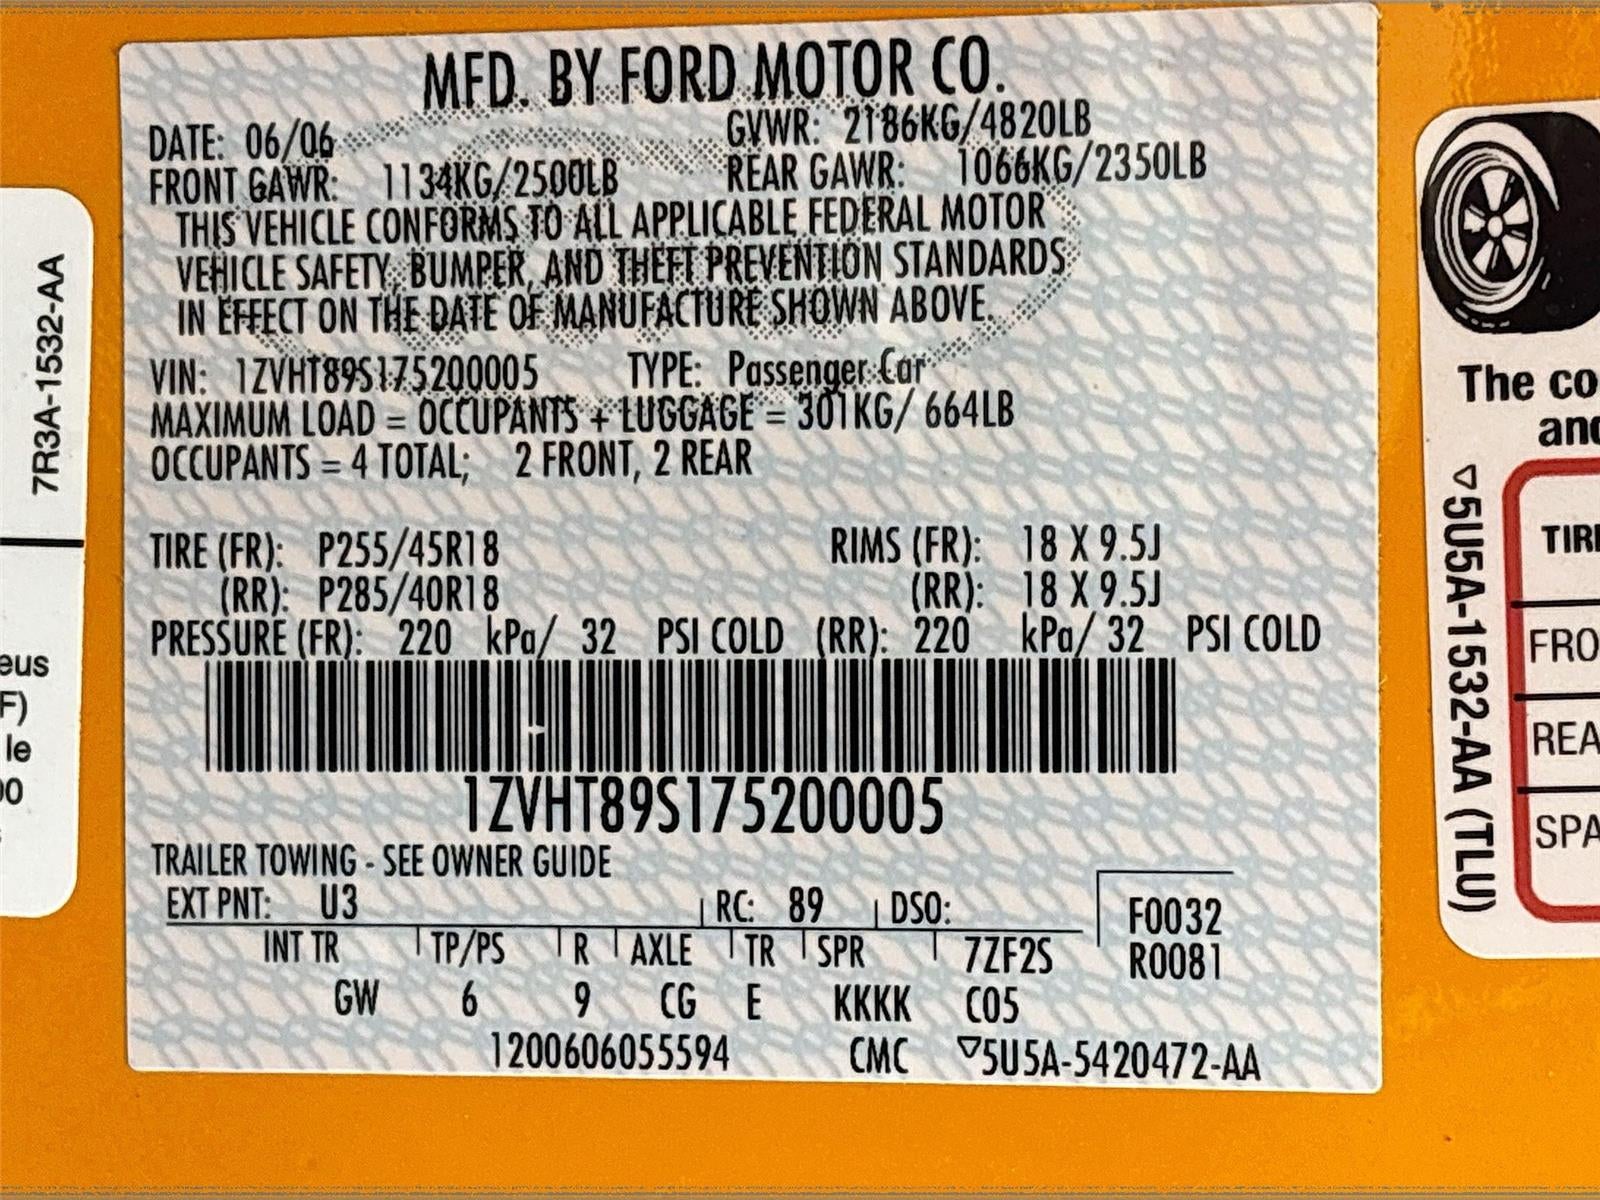 MFD. BY FORD MOTOR CO.
DATE: 06/06 GVWR: 2186KG/4820LB
FRONT GAWR: 1134KG/2500LB REAR GAWR: 1066KG/2350LB
THIS VEHICLE CONFORMS TO ALL APPLICABLE FEDERAL MOTOR
VEHICLE SAFETY, BUMPER, AND THEFT PREVENTION STANDARDS
IN EFFECT ON THE DATE OF MANUFACTURE SHOWN ABOVE.
VIN: 1ZVHT89S175200005 TYPE: Passenger Car
MAXIMUM LOAD = OCCUPANTS + LUGGAGE = 301KG/ 664LB
OCCUPANTS = 4 TOTAL; 2 FRONT, 2 REAR
TIRE (FR): P255/45R18 RIMS (FR): 18 X 9.5J
(RR): P285/40R18 (RR): 18 X 9.5J
PRESSURE (FR): 220 kPa/ 32 PSI COLD (RR): 220 kPa/ 32 PSI COLD
1ZVHT89S175200005
TRAILER TOWING - SEE OWNER GUIDE
EXT PNT: U3 RC: 89 DSO: F0032
INT TR TP/PS R AXLE TR SPR 7ZF2S R0081
GW 6 9 CG E KKKK C05
1200606055594 CMC ▽5U5A-5420472-AA
7R3A-1532-AA
eus
F)
le
00
The co
and
▽5U5A-1532-AA (TLU)
TIR
FRO
REA
SPA